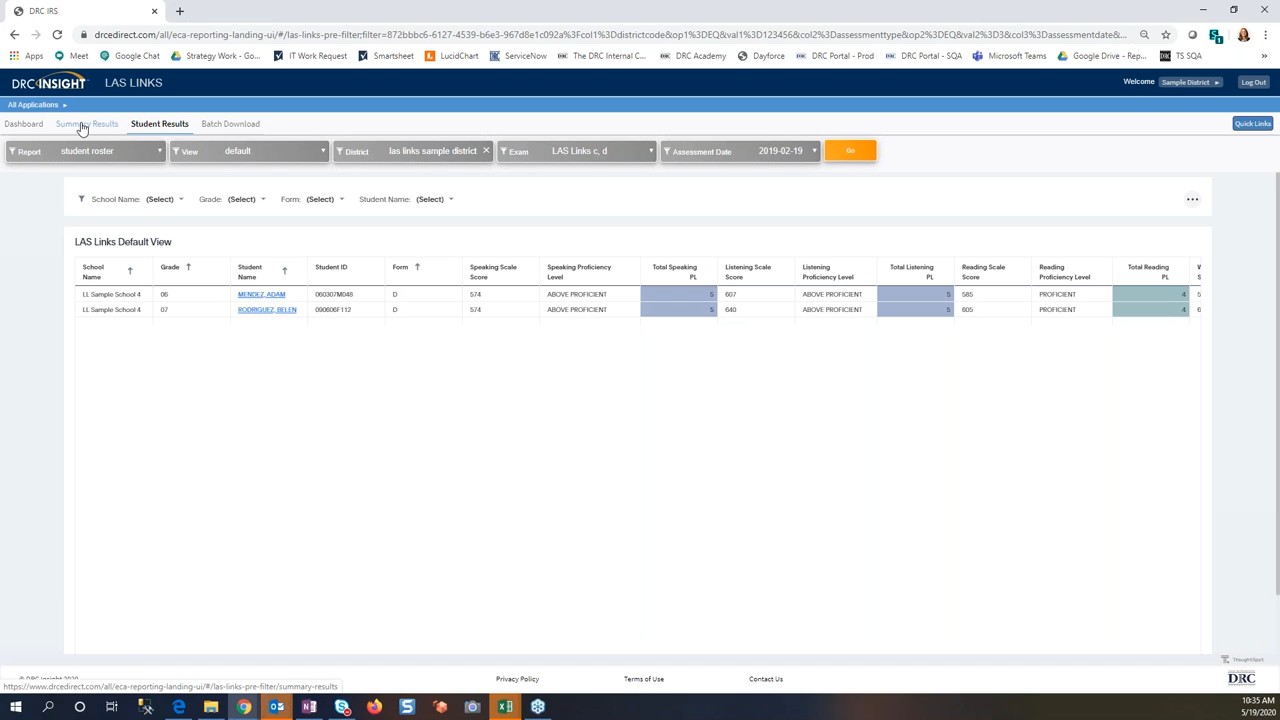 DRC IRS
drcedirect.com/all/eca-reporting-landing-ui/#/las-links-pre-filter;filter=872bbbc6-6127-4539-b6e3-967d8e1c092a%3Fcol1%3Ddistrictcode&op1%3DEQ&val1%3D123456&col2%3Dassessmenttype&op2%3DEQ&val2%3D3&col3%3Dassessmentdate&...
Apps Meet Google Chat Strategy Work - Go... IT Work Request Smartsheet LucidChart ServiceNow The DRC Internal C... DRC Academy Dayforce DRC Portal - Prod DRC Portal - SQA Microsoft Teams Google Drive - Rep... TS SQA »
DRC INSIGHT LAS LINKS Welcome Sample District Log Out
All Applications
Dashboard Summary Results Student Results Batch Download Quick Links
Report student roster View default District las links sample district Exam LAS Links c, d Assessment Date 2019-02-19 Go
School Name: (Select) Grade: (Select) Form: (Select) Student Name: (Select)
LAS Links Default View
School Name Grade Student Name Student ID Form Speaking Scale Score Speaking Proficiency Level Total Speaking PL Listening Scale Score Listening Proficiency Level Total Listening PL Reading Scale Score Reading Proficiency Level Total Reading PL W S
LL Sample School 4 06 MENDEZ, ADAM 060307M048 D 574 ABOVE PROFICIENT 5 607 ABOVE PROFICIENT 5 585 PROFICIENT 4 5
LL Sample School 4 07 RODRIGUEZ, BELEN 090606F112 D 574 ABOVE PROFICIENT 5 640 ABOVE PROFICIENT 5 605 PROFICIENT 4 6
ThoughtSpot
© DRC Insight 2020 Privacy Policy Terms of Use Contact Us DRC
https://www.drcedirect.com/all/eca-reporting-landing-ui/#/las-links-pre-filter/summary-results
10:35 AM
5/19/2020